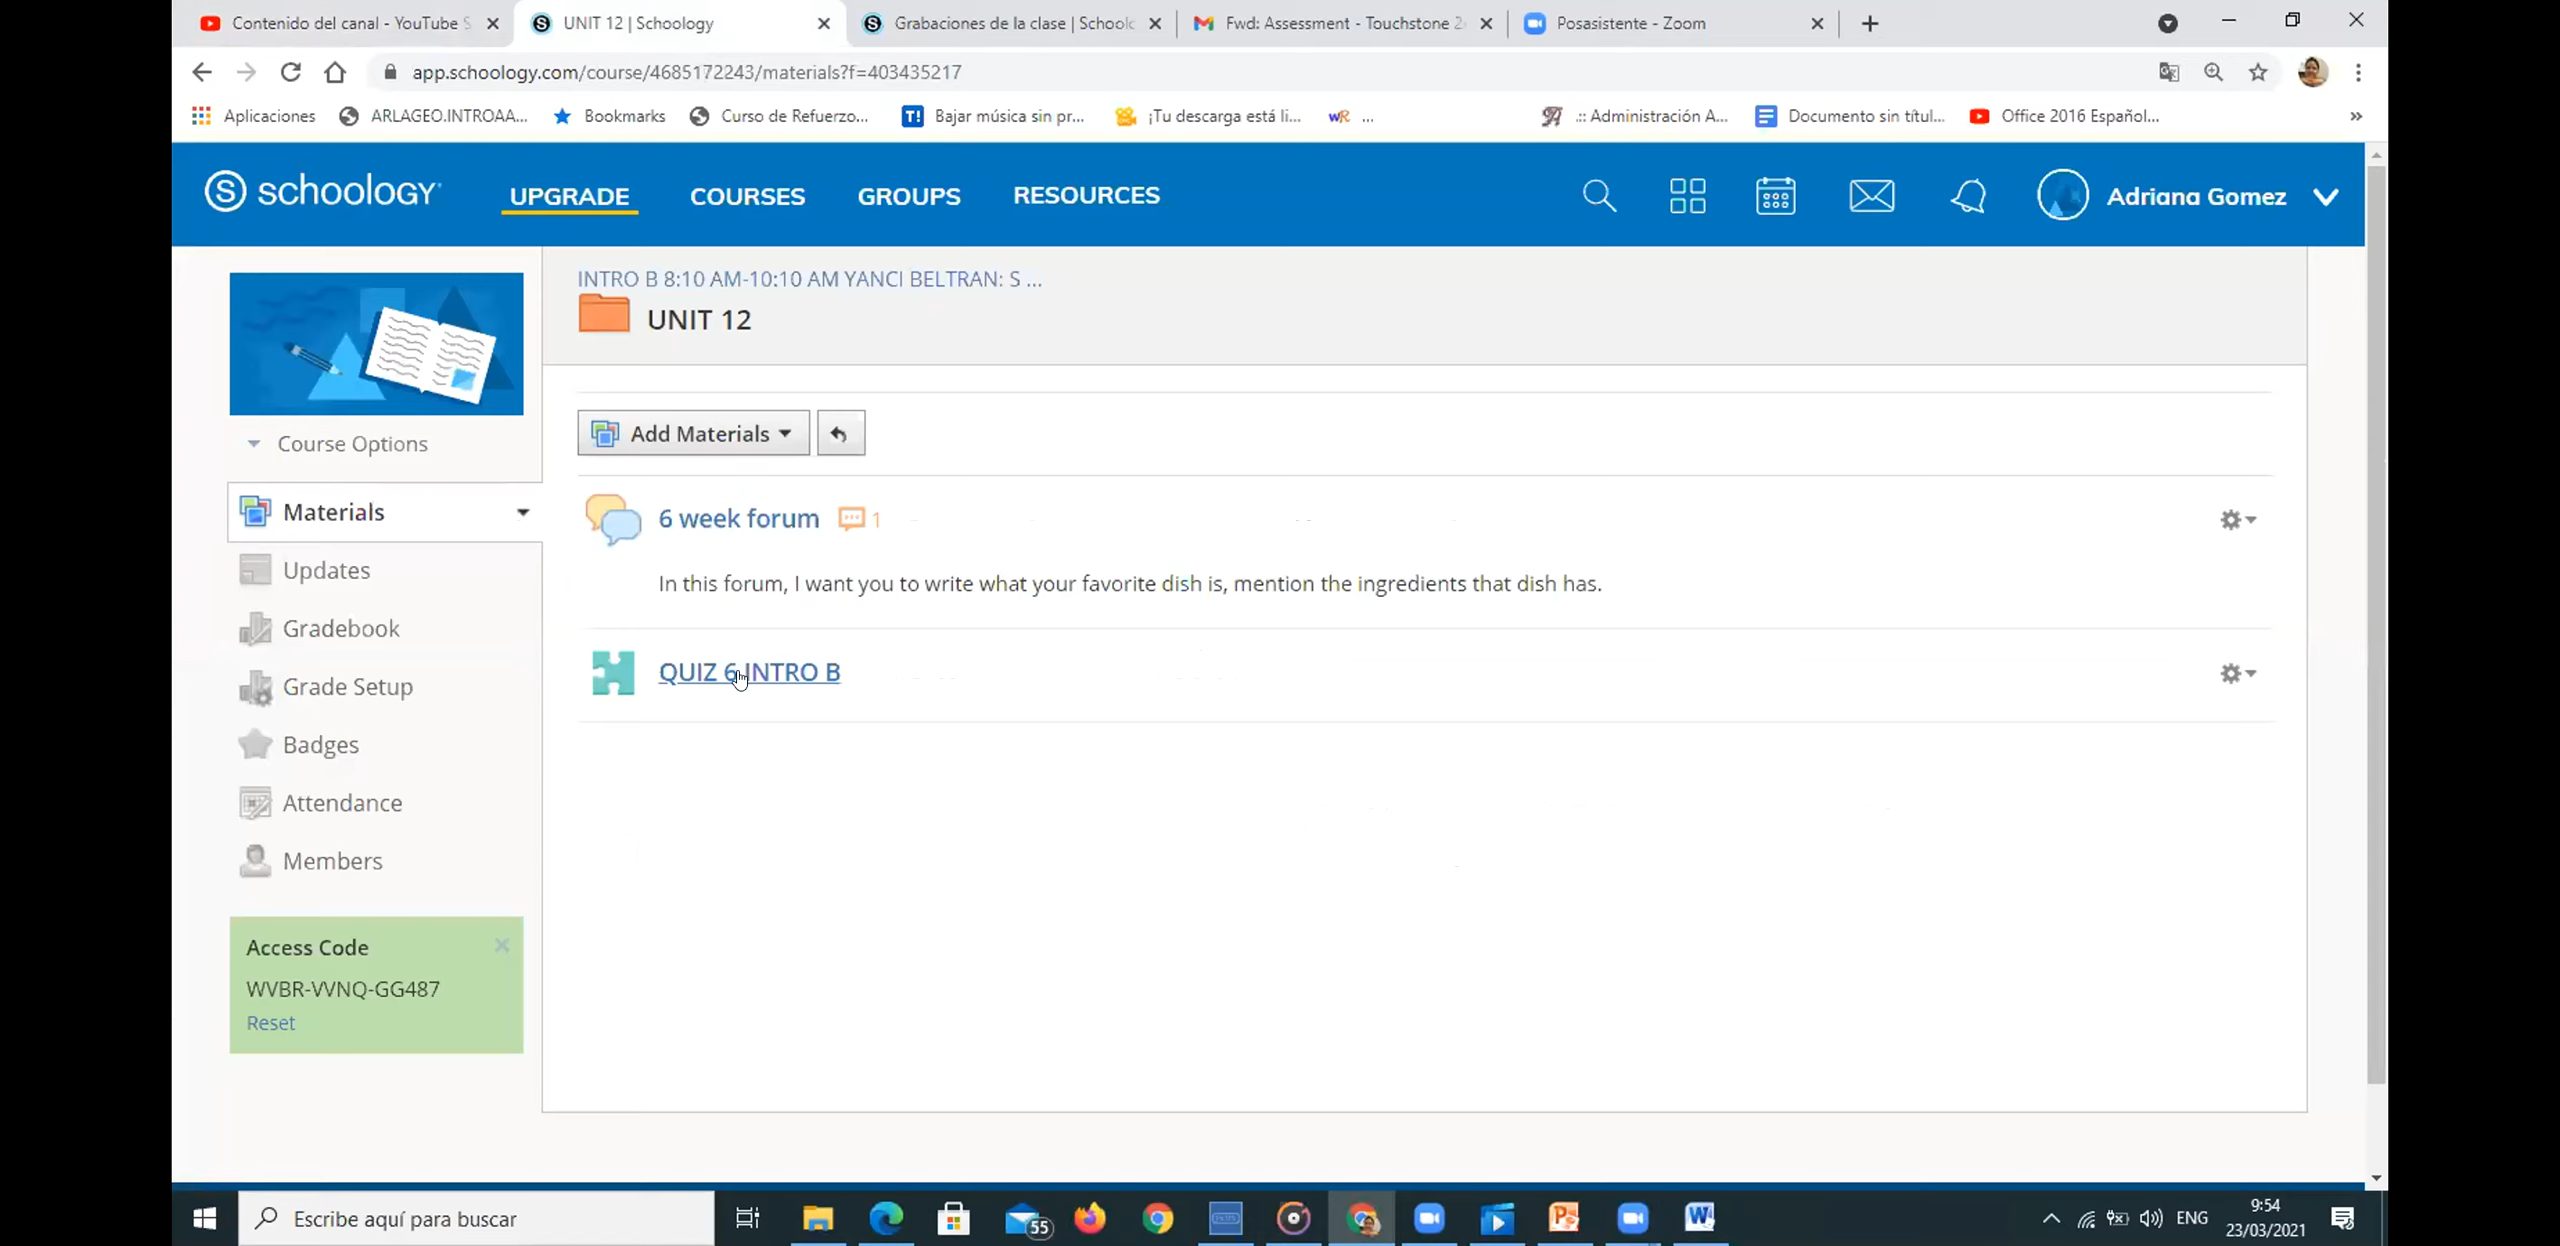 Contenido del canal - YouTube S
UNIT 12 | Schoology
Grabaciones de la clase | Schoolo
Fwd: Assessment - Touchstone 2
Posasistente - Zoom
app.schoology.com/course/4685172243/materials?f=403435217
Aplicaciones
ARLAGEO.INTROAA...
Bookmarks
Curso de Refuerzo...
Bajar música sin pr...
¡Tu descarga está li...
wR ...
.:: Administración A...
Documento sin títul...
Office 2016 Español...
»
schoology
UPGRADE
COURSES
GROUPS
RESOURCES
Adriana Gomez
INTRO B 8:10 AM-10:10 AM YANCI BELTRAN: S ...
UNIT 12
Course Options
Add Materials
Materials
Updates
Gradebook
Grade Setup
Badges
Attendance
Members
6 week forum 1
In this forum, I want you to write what your favorite dish is, mention the ingredients that dish has.
QUIZ 6 INTRO B
Access Code
WVBR-VVNQ-GG487
Reset
Escribe aquí para buscar
55
ENG
9:54
23/03/2021